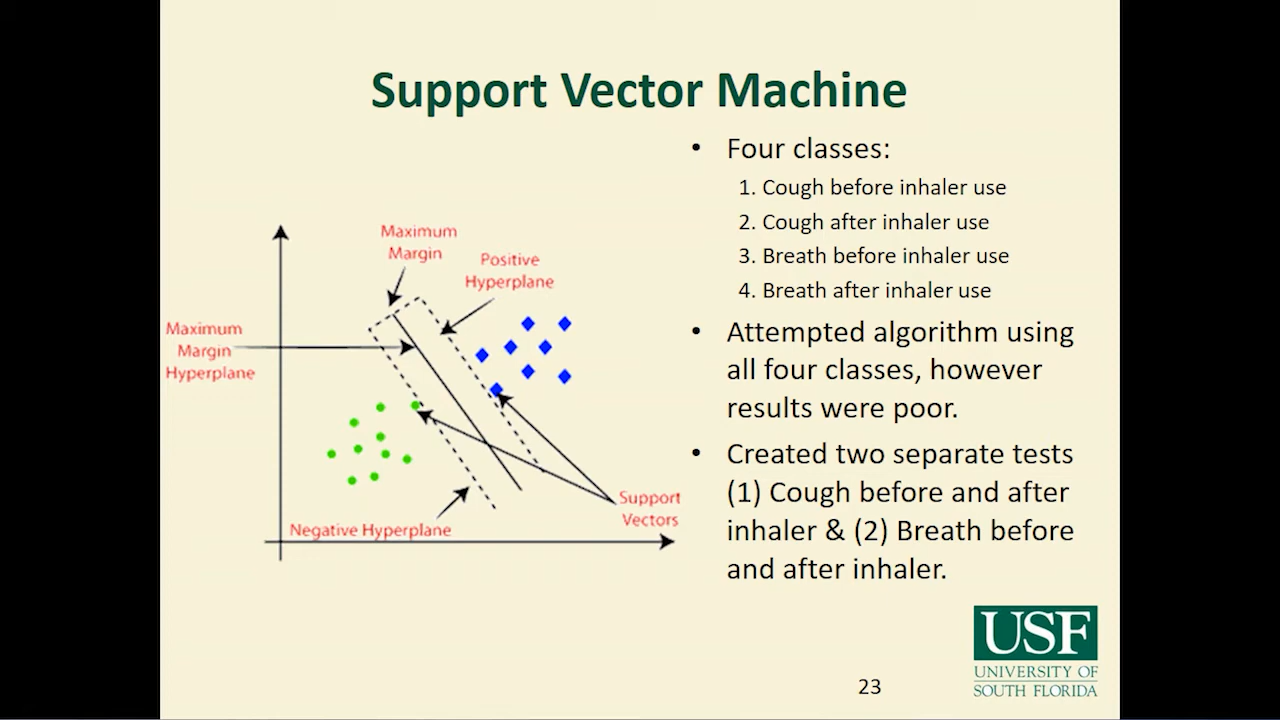 Support Vector Machine
• Four classes:
1. Cough before inhaler use
2. Cough after inhaler use
3. Breath before inhaler use
4. Breath after inhaler use
• Attempted algorithm using
all four classes, however
results were poor.
• Created two separate tests
(1) Cough before and after
inhaler & (2) Breath before
and after inhaler.
Maximum
Margin
Positive
Hyperplane
Maximum
Margin
Hyperplane
Support
Vectors
Negative Hyperplane
USF
UNIVERSITY OF
SOUTH FLORIDA
23